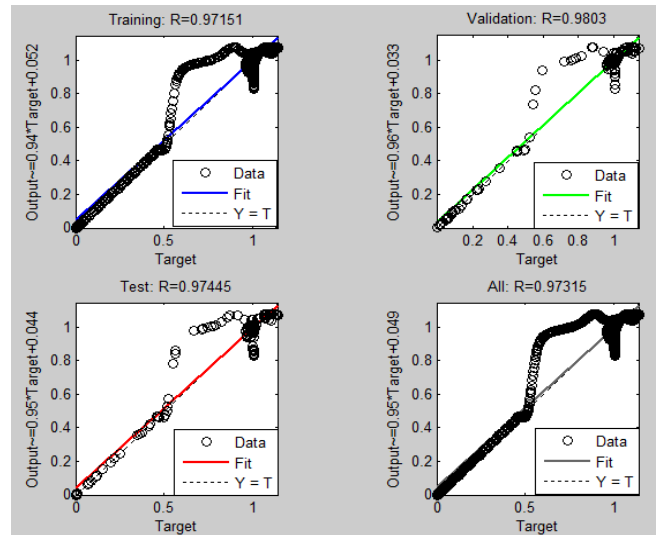 Training: R=0.97151
Output~=0.94*Target+0.052
1
0.8
0.6
0.4
0.2
0
Data
Fit
Y = T
0
0.5
1
Target
Validation: R=0.9803
Output~=0.96*Target+0.033
1
0.8
0.6
0.4
0.2
Data
Fit
Y = T
0.2
0.4
0.6
0.8
1
Target
Test: R=0.97445
Output~=0.95*Target+0.044
1
0.8
0.6
0.4
0.2
0
Data
Fit
Y = T
0
0.5
1
Target
All: R=0.97315
Output~=0.95*Target+0.049
1
0.8
0.6
0.4
0.2
0
Data
Fit
Y = T
0
0.5
1
Target